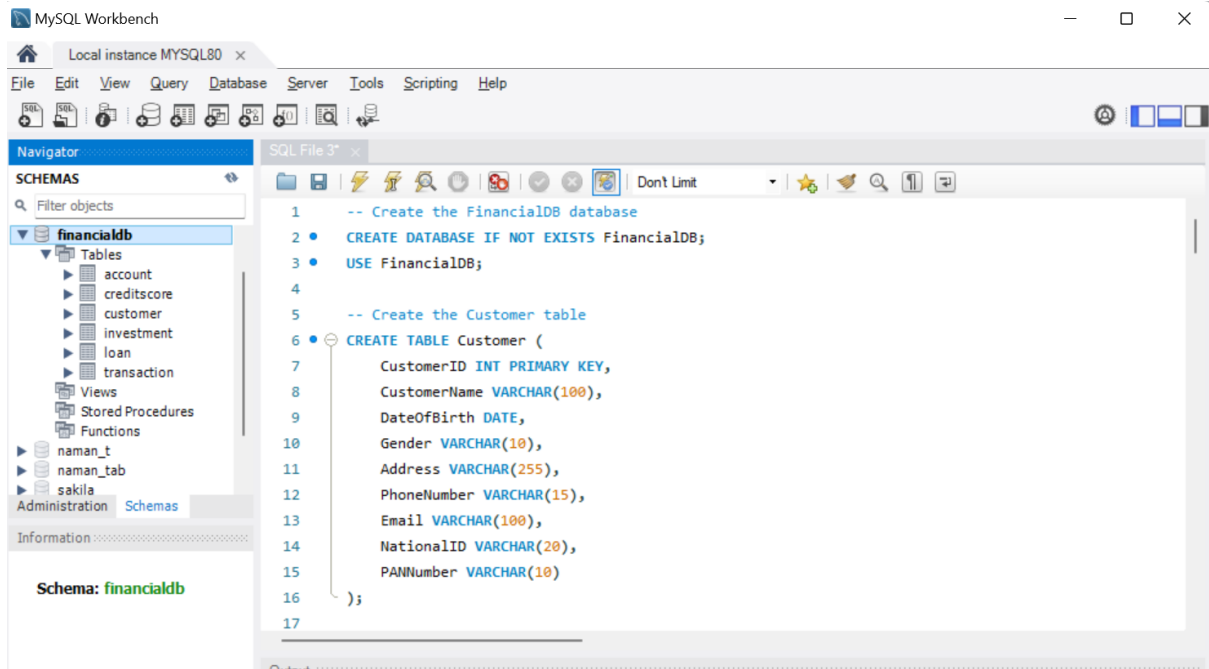 MySQL Workbench
Local instance MYSQL80
File Edit View Query Database Server Tools Scripting Help
Navigator
SCHEMAS
Filter objects
financialdb
Tables
account
creditscore
customer
investment
loan
transaction
Views
Stored Procedures
Functions
naman_t
naman_tab
sakila
Administration Schemas
Information
Schema: financialdb
SQL File 3*
Don't Limit
1 -- Create the FinancialDB database
2 CREATE DATABASE IF NOT EXISTS FinancialDB;
3 USE FinancialDB;
4
5 -- Create the Customer table
6 CREATE TABLE Customer (
7 CustomerID INT PRIMARY KEY,
8 CustomerName VARCHAR(100),
9 DateOfBirth DATE,
10 Gender VARCHAR(10),
11 Address VARCHAR(255),
12 PhoneNumber VARCHAR(15),
13 Email VARCHAR(100),
14 NationalID VARCHAR(20),
15 PANNumber VARCHAR(10)
16 );
17